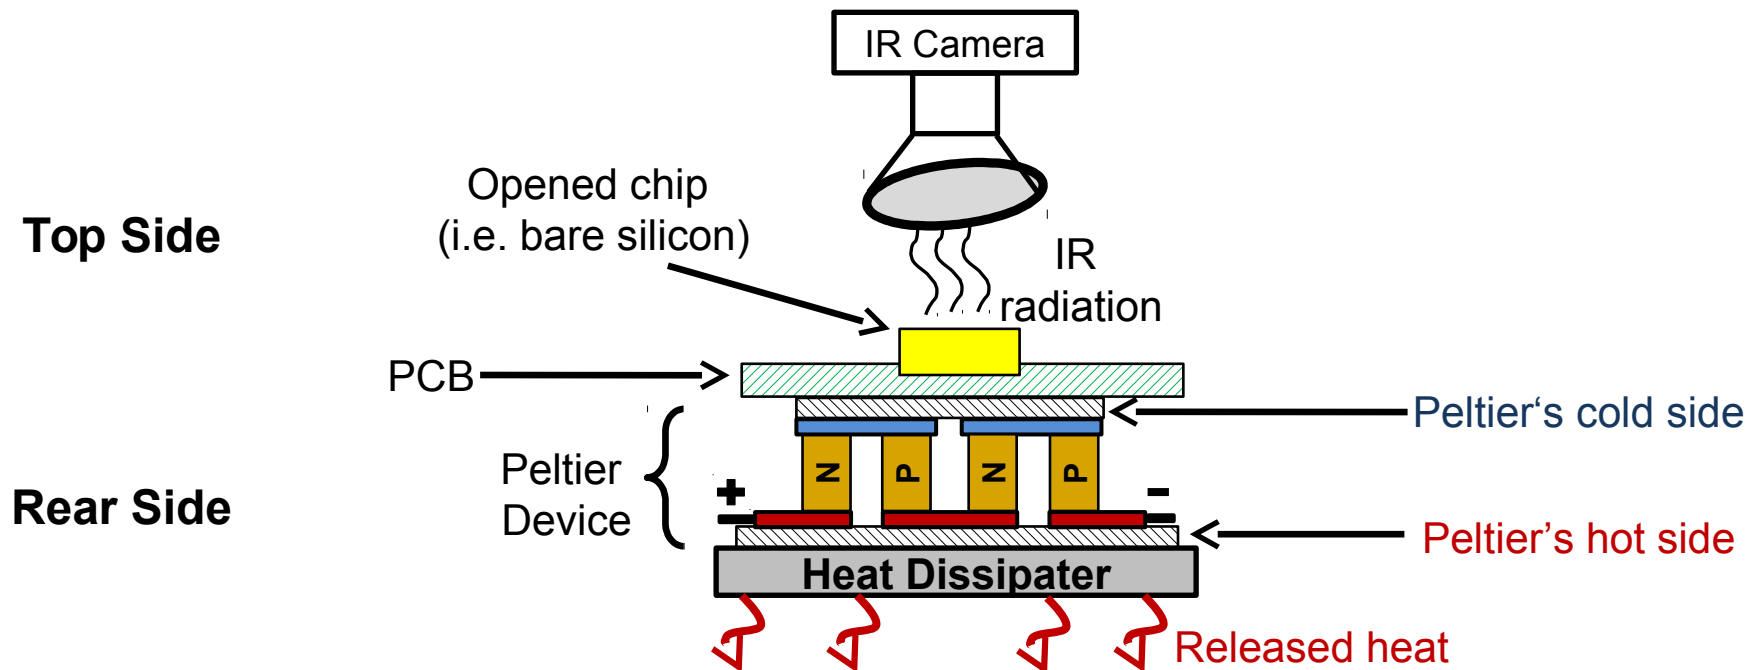 IR Camera
Opened chip
(i.e. bare silicon)
Top Side
IR
radiation
PCB
Peltier‘s cold side
Peltier
Device
N P N P
Rear Side
+ -
Peltier’s hot side
Heat Dissipater
Released heat